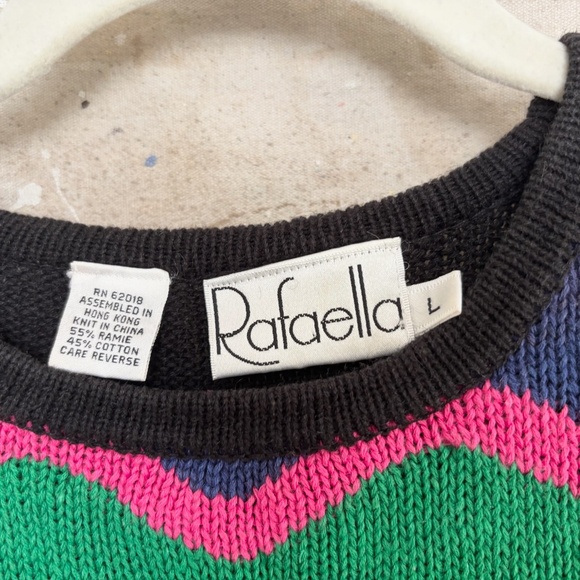 RN 62018
ASSEMBLED IN
HONG KONG
KNIT IN CHINA
55% RAMIE
45% COTTON
CARE REVERSE
Rafaella
L